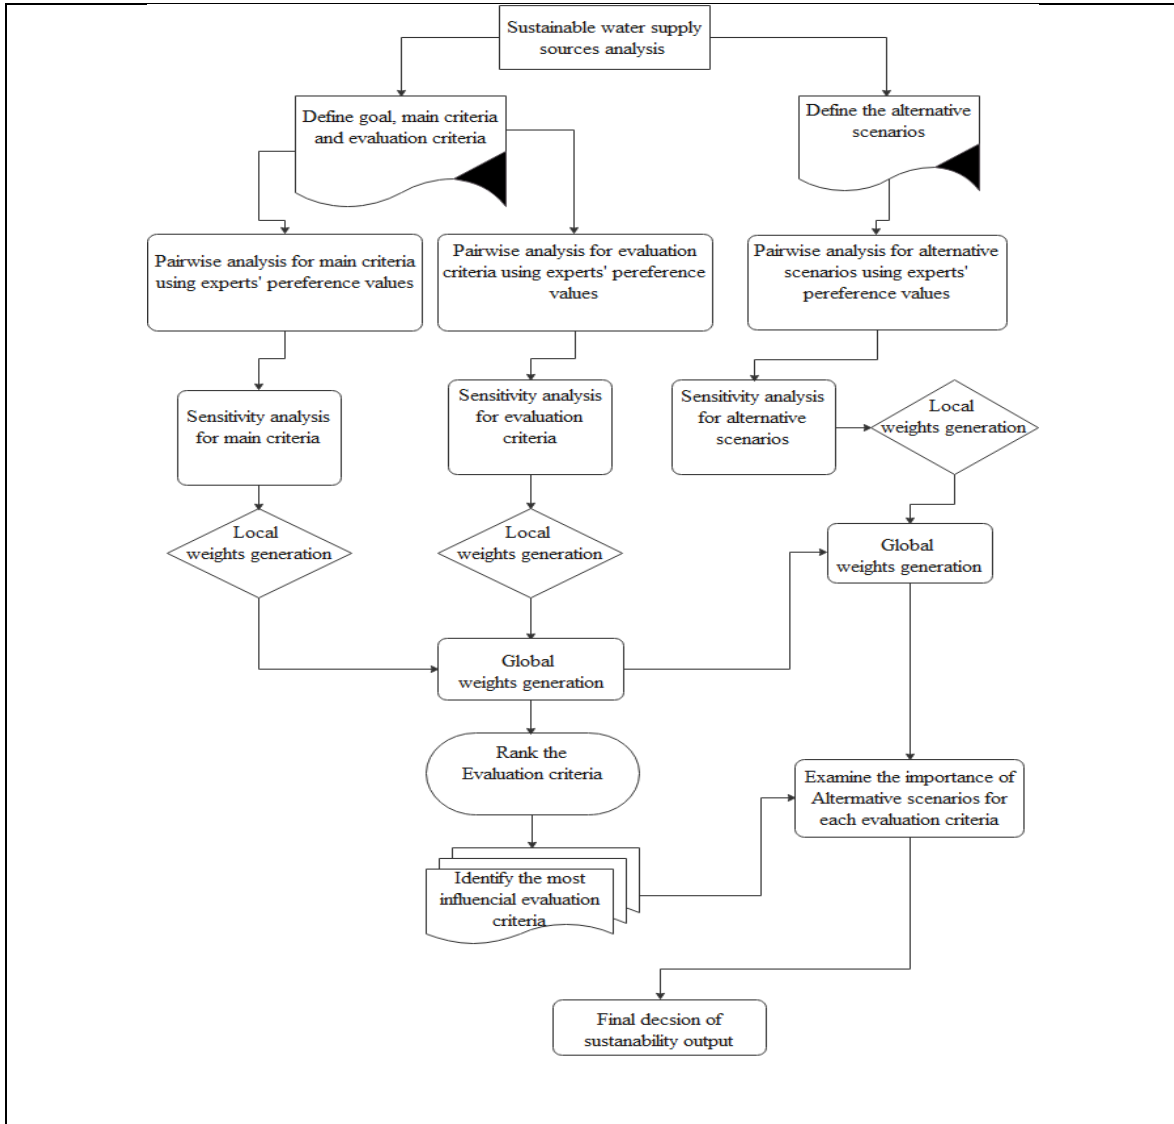 Sustainable water supply
sources analysis
Define goal, main criteria
and evaluation criteria
Define the alternative
scenarios
Pairwise analysis for main criteria
using experts' pereference values
Pairwise analysis for evaluation
criteria using experts' pereference
values
Pairwise analysis for alternative
scenarios using experts'
pereference values
Sensitivity analysis
for main criteria
Sensitivity analysis
for evaluation
criteria
Sensitivity analysis
for alternative
scenarios
Local
weights generation
Local
weights generation
Local
weights generation
Global
weights generation
Global
weights generation
Rank the
Evaluation criteria
Examine the importance of
Altermative scenarios for
each evaluation criteria
Identify the most
influencial evaluation
criteria
Final decsion of
sustanability output